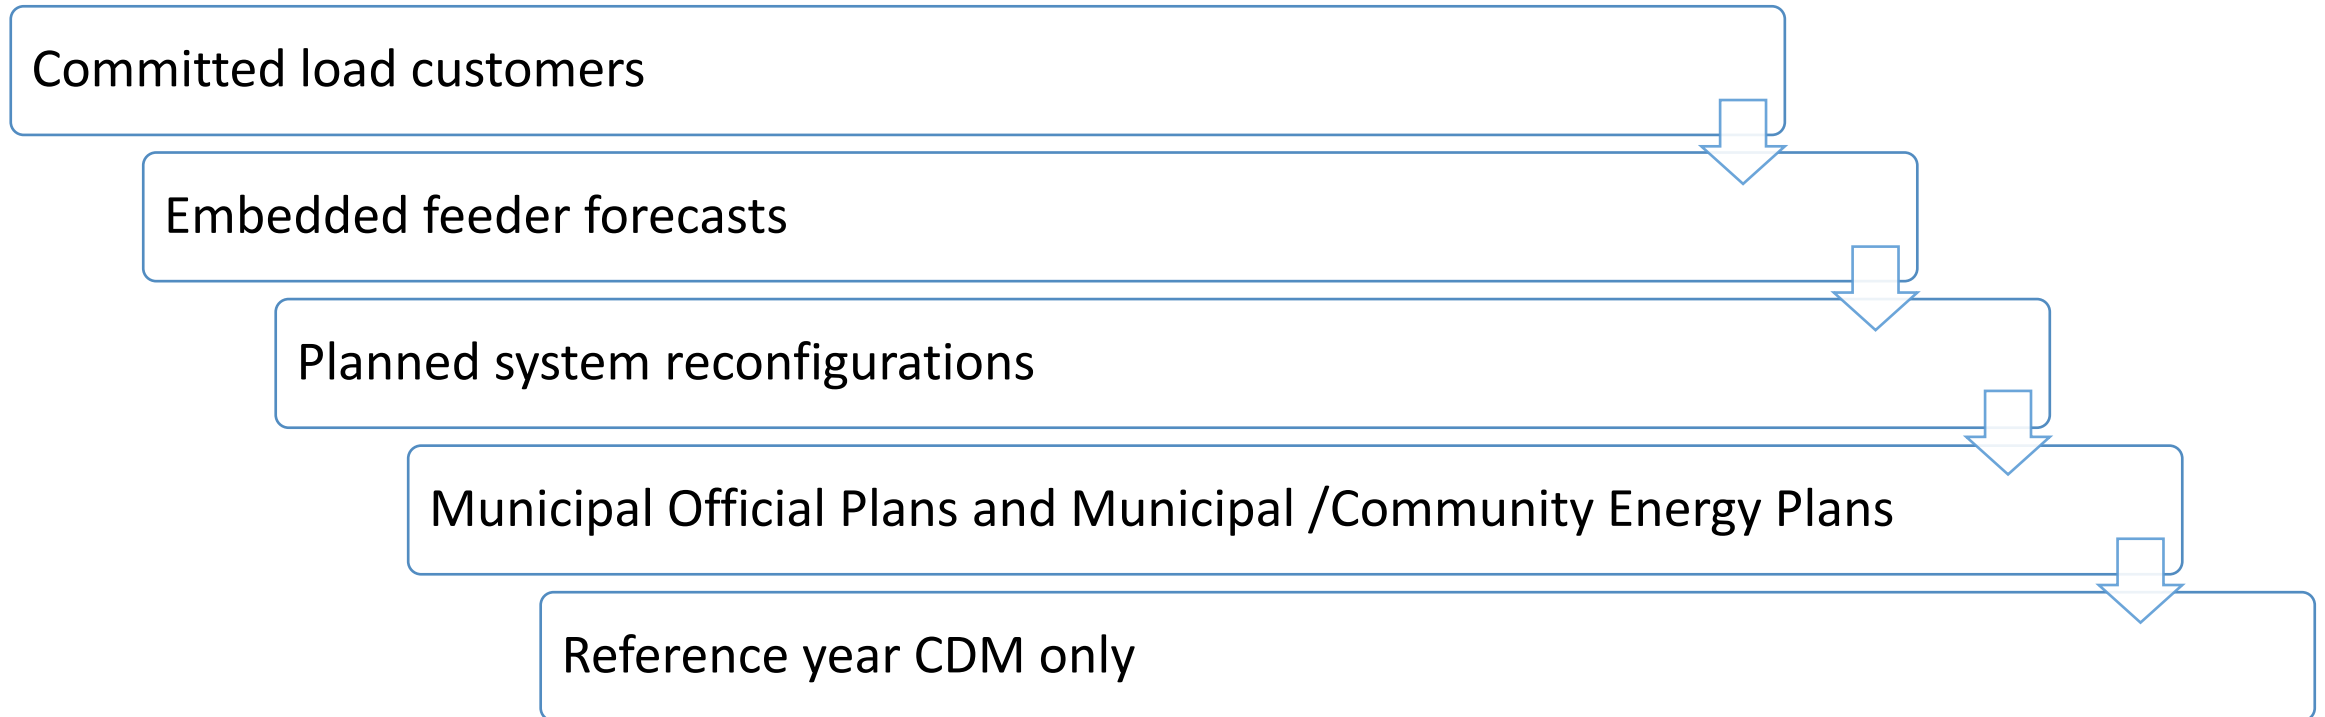 Committed load customers
Embedded feeder forecasts
Planned system reconfigurations
Municipal Official Plans and Municipal /Community Energy Plans
Reference year CDM only